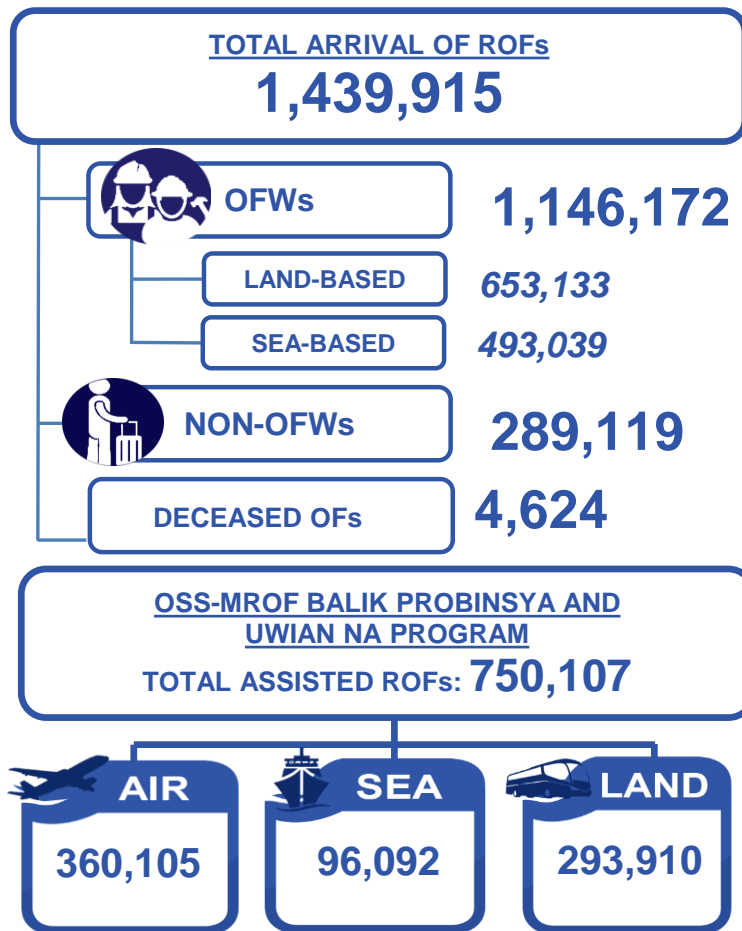 TOTAL ARRIVAL OF ROFs
1,439,915
OFWs 1,146,172
LAND-BASED 653,133
SEA-BASED 493,039
NON-OFWs 289,119
DECEASED OFs 4,624
OSS-MROF BALIK PROBINSYA AND
UWIAN NA PROGRAM
TOTAL ASSISTED ROFs: 750,107
AIR
360,105
SEA
96,092
LAND
293,910